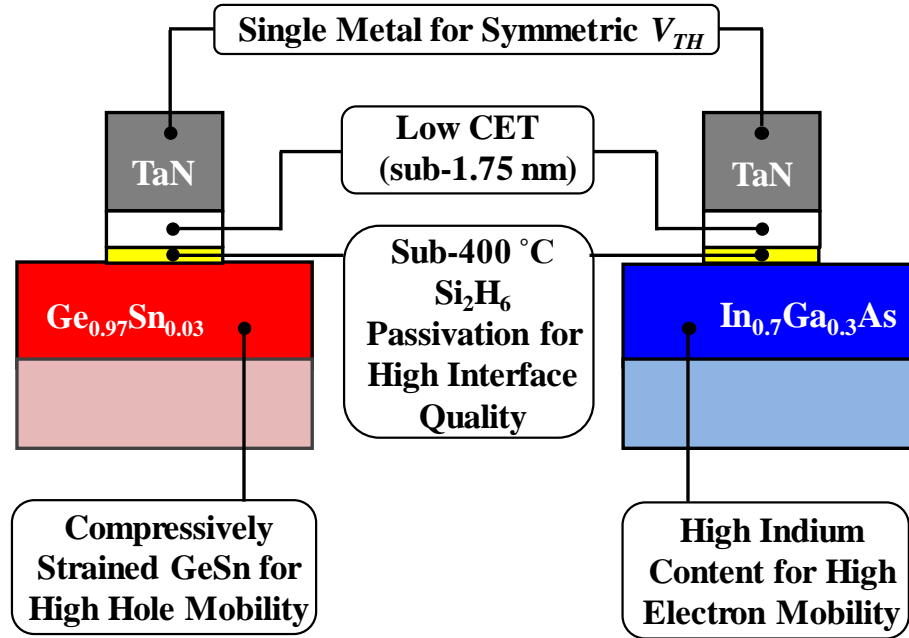 Single Metal for Symmetric V_TH
TaN
Low CET
(sub-1.75 nm)
TaN
Sub-400 ˚C
Si₂H₆
Passivation for
High Interface
Quality
Ge₀.₉₇Sn₀.₀₃
In₀.₇Ga₀.₃As
Compressively
Strained GeSn for
High Hole Mobility
High Indium
Content for High
Electron Mobility